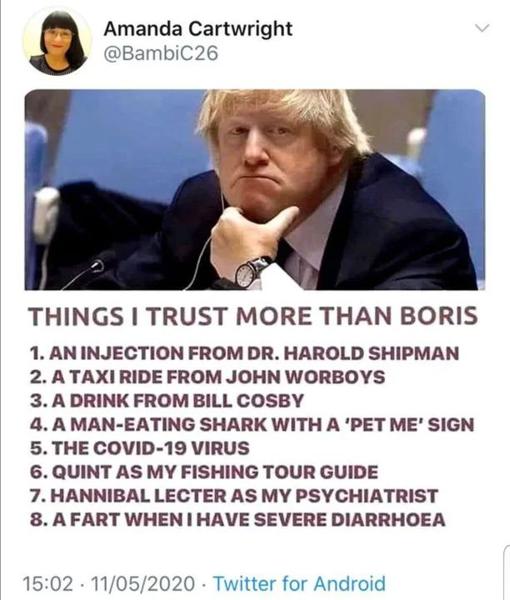 Amanda Cartwright
@BambiC26
THINGS I TRUST MORE THAN BORIS
1. AN INJECTION FROM DR. HAROLD SHIPMAN
2. A TAXI RIDE FROM JOHN WORBOYS
3. A DRINK FROM BILL COSBY
4. A MAN-EATING SHARK WITH A 'PET ME' SIGN
5. THE COVID-19 VIRUS
6. QUINT AS MY FISHING TOUR GUIDE
7. HANNIBAL LECTER AS MY PSYCHIATRIST
8. A FART WHEN I HAVE SEVERE DIARRHOEA
15:02 · 11/05/2020 · Twitter for Android